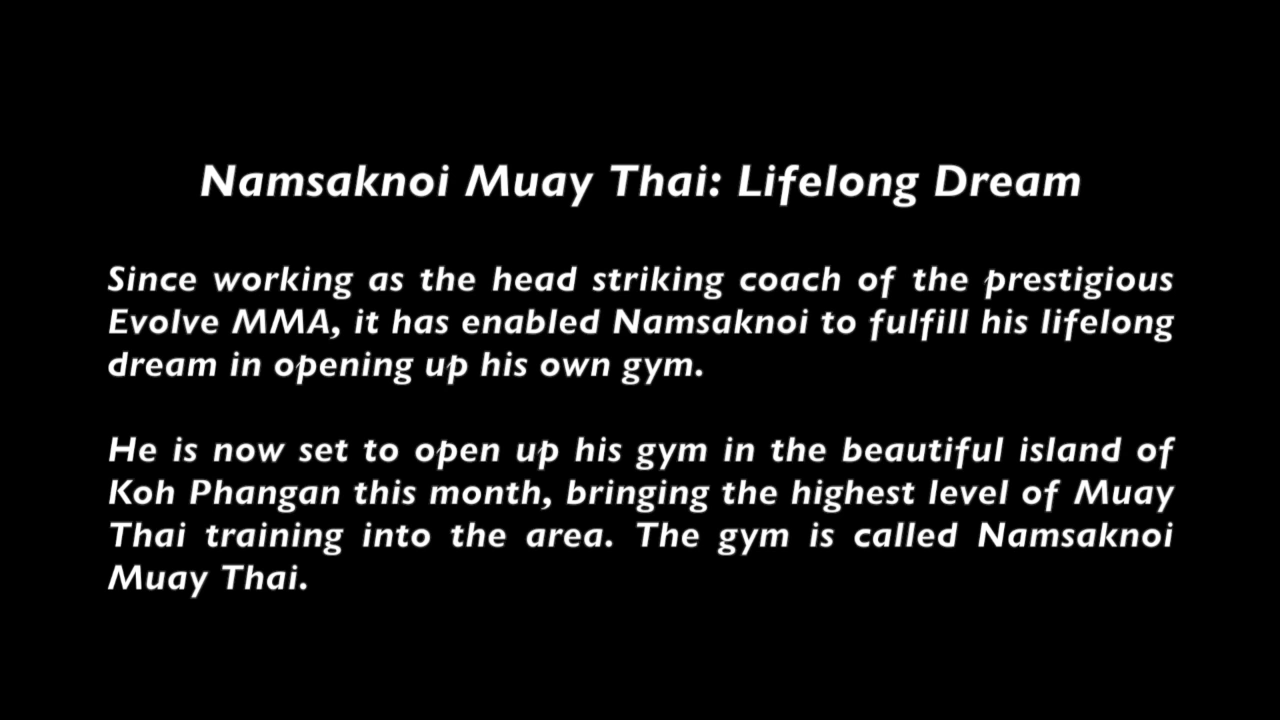 Namsaknoi Muay Thai: Lifelong Dream
Since working as the head striking coach of the prestigious
Evolve MMA, it has enabled Namsaknoi to fulfill his lifelong
dream in opening up his own gym.
He is now set to open up his gym in the beautiful island of
Koh Phangan this month, bringing the highest level of Muay
Thai training into the area. The gym is called Namsaknoi
Muay Thai.